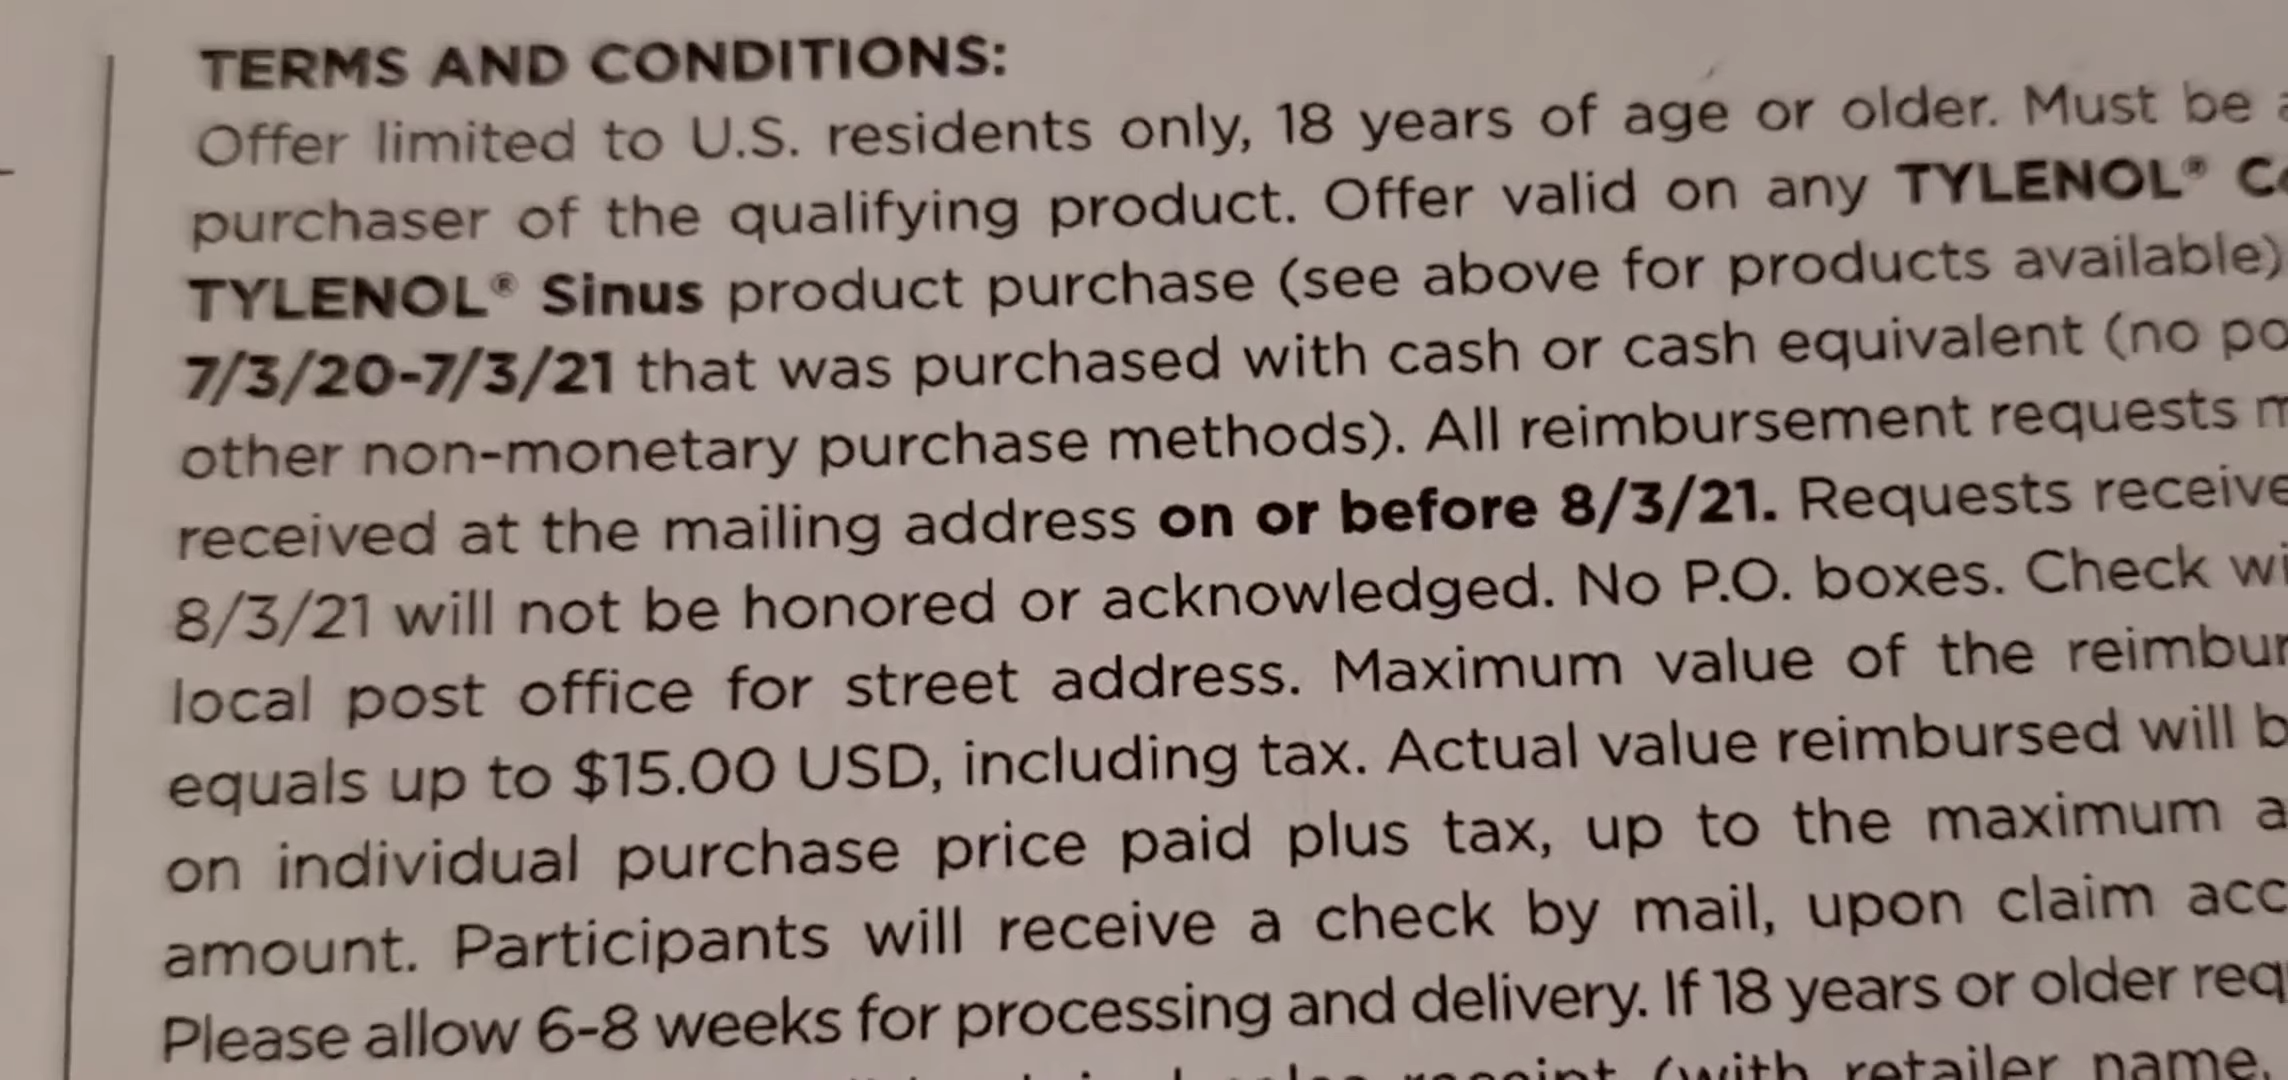 TERMS AND CONDITIONS:
Offer limited to U.S. residents only, 18 years of age or older. Must be
purchaser of the qualifying product. Offer valid on any TYLENOL®
TYLENOL® Sinus product purchase (see above for products available)
7/3/20-7/3/21 that was purchased with cash or cash equivalent (no
other non-monetary purchase methods). All reimbursement requests
received at the mailing address on or before 8/3/21. Requests
8/3/21 will not be honored or acknowledged. No P.O. boxes. Check
local post office for street address. Maximum value of the
equals up to $15.00 USD, including tax. Actual value reimbursed will
on individual purchase price paid plus tax, up to the maximum
amount. Participants will receive a check by mail, upon claim
Please allow 6-8 weeks for processing and delivery. If 18 years or older
(with retailer name,